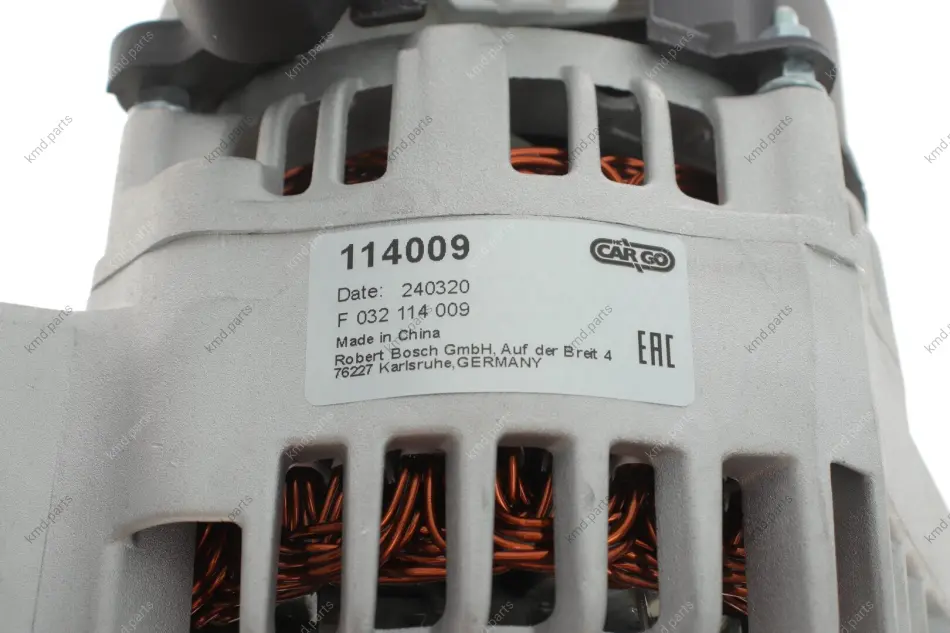 114009
HC CARGO
Date: 240320
F 032 114 009
Made in China
Robert Bosch GmbH, Auf der Breit 4
76227 Karlsruhe, GERMANY
EAC
kmd.parts